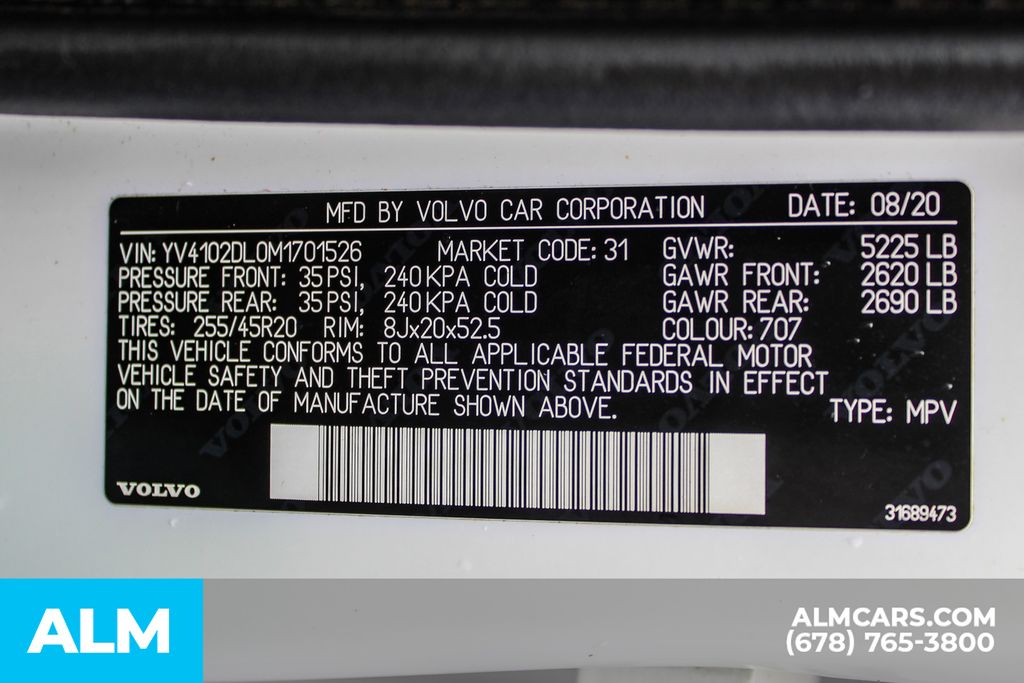 MFD BY VOLVO CAR CORPORATION DATE: 08/20
VIN: YV4102DL0M1701526 MARKET CODE: 31 GVWR: 5225 LB
PRESSURE FRONT: 35 PSI, 240 KPA COLD GAWR FRONT: 2620 LB
PRESSURE REAR: 35 PSI, 240 KPA COLD GAWR REAR: 2690 LB
TIRES: 255/45R20 RIM: 8Jx20x52.5 COLOUR: 707
THIS VEHICLE CONFORMS TO ALL APPLICABLE FEDERAL MOTOR
VEHICLE SAFETY AND THEFT PREVENTION STANDARDS IN EFFECT
ON THE DATE OF MANUFACTURE SHOWN ABOVE. TYPE: MPV
VOLVO 31689473
ALM
ALMCARS.COM
(678) 765-3800